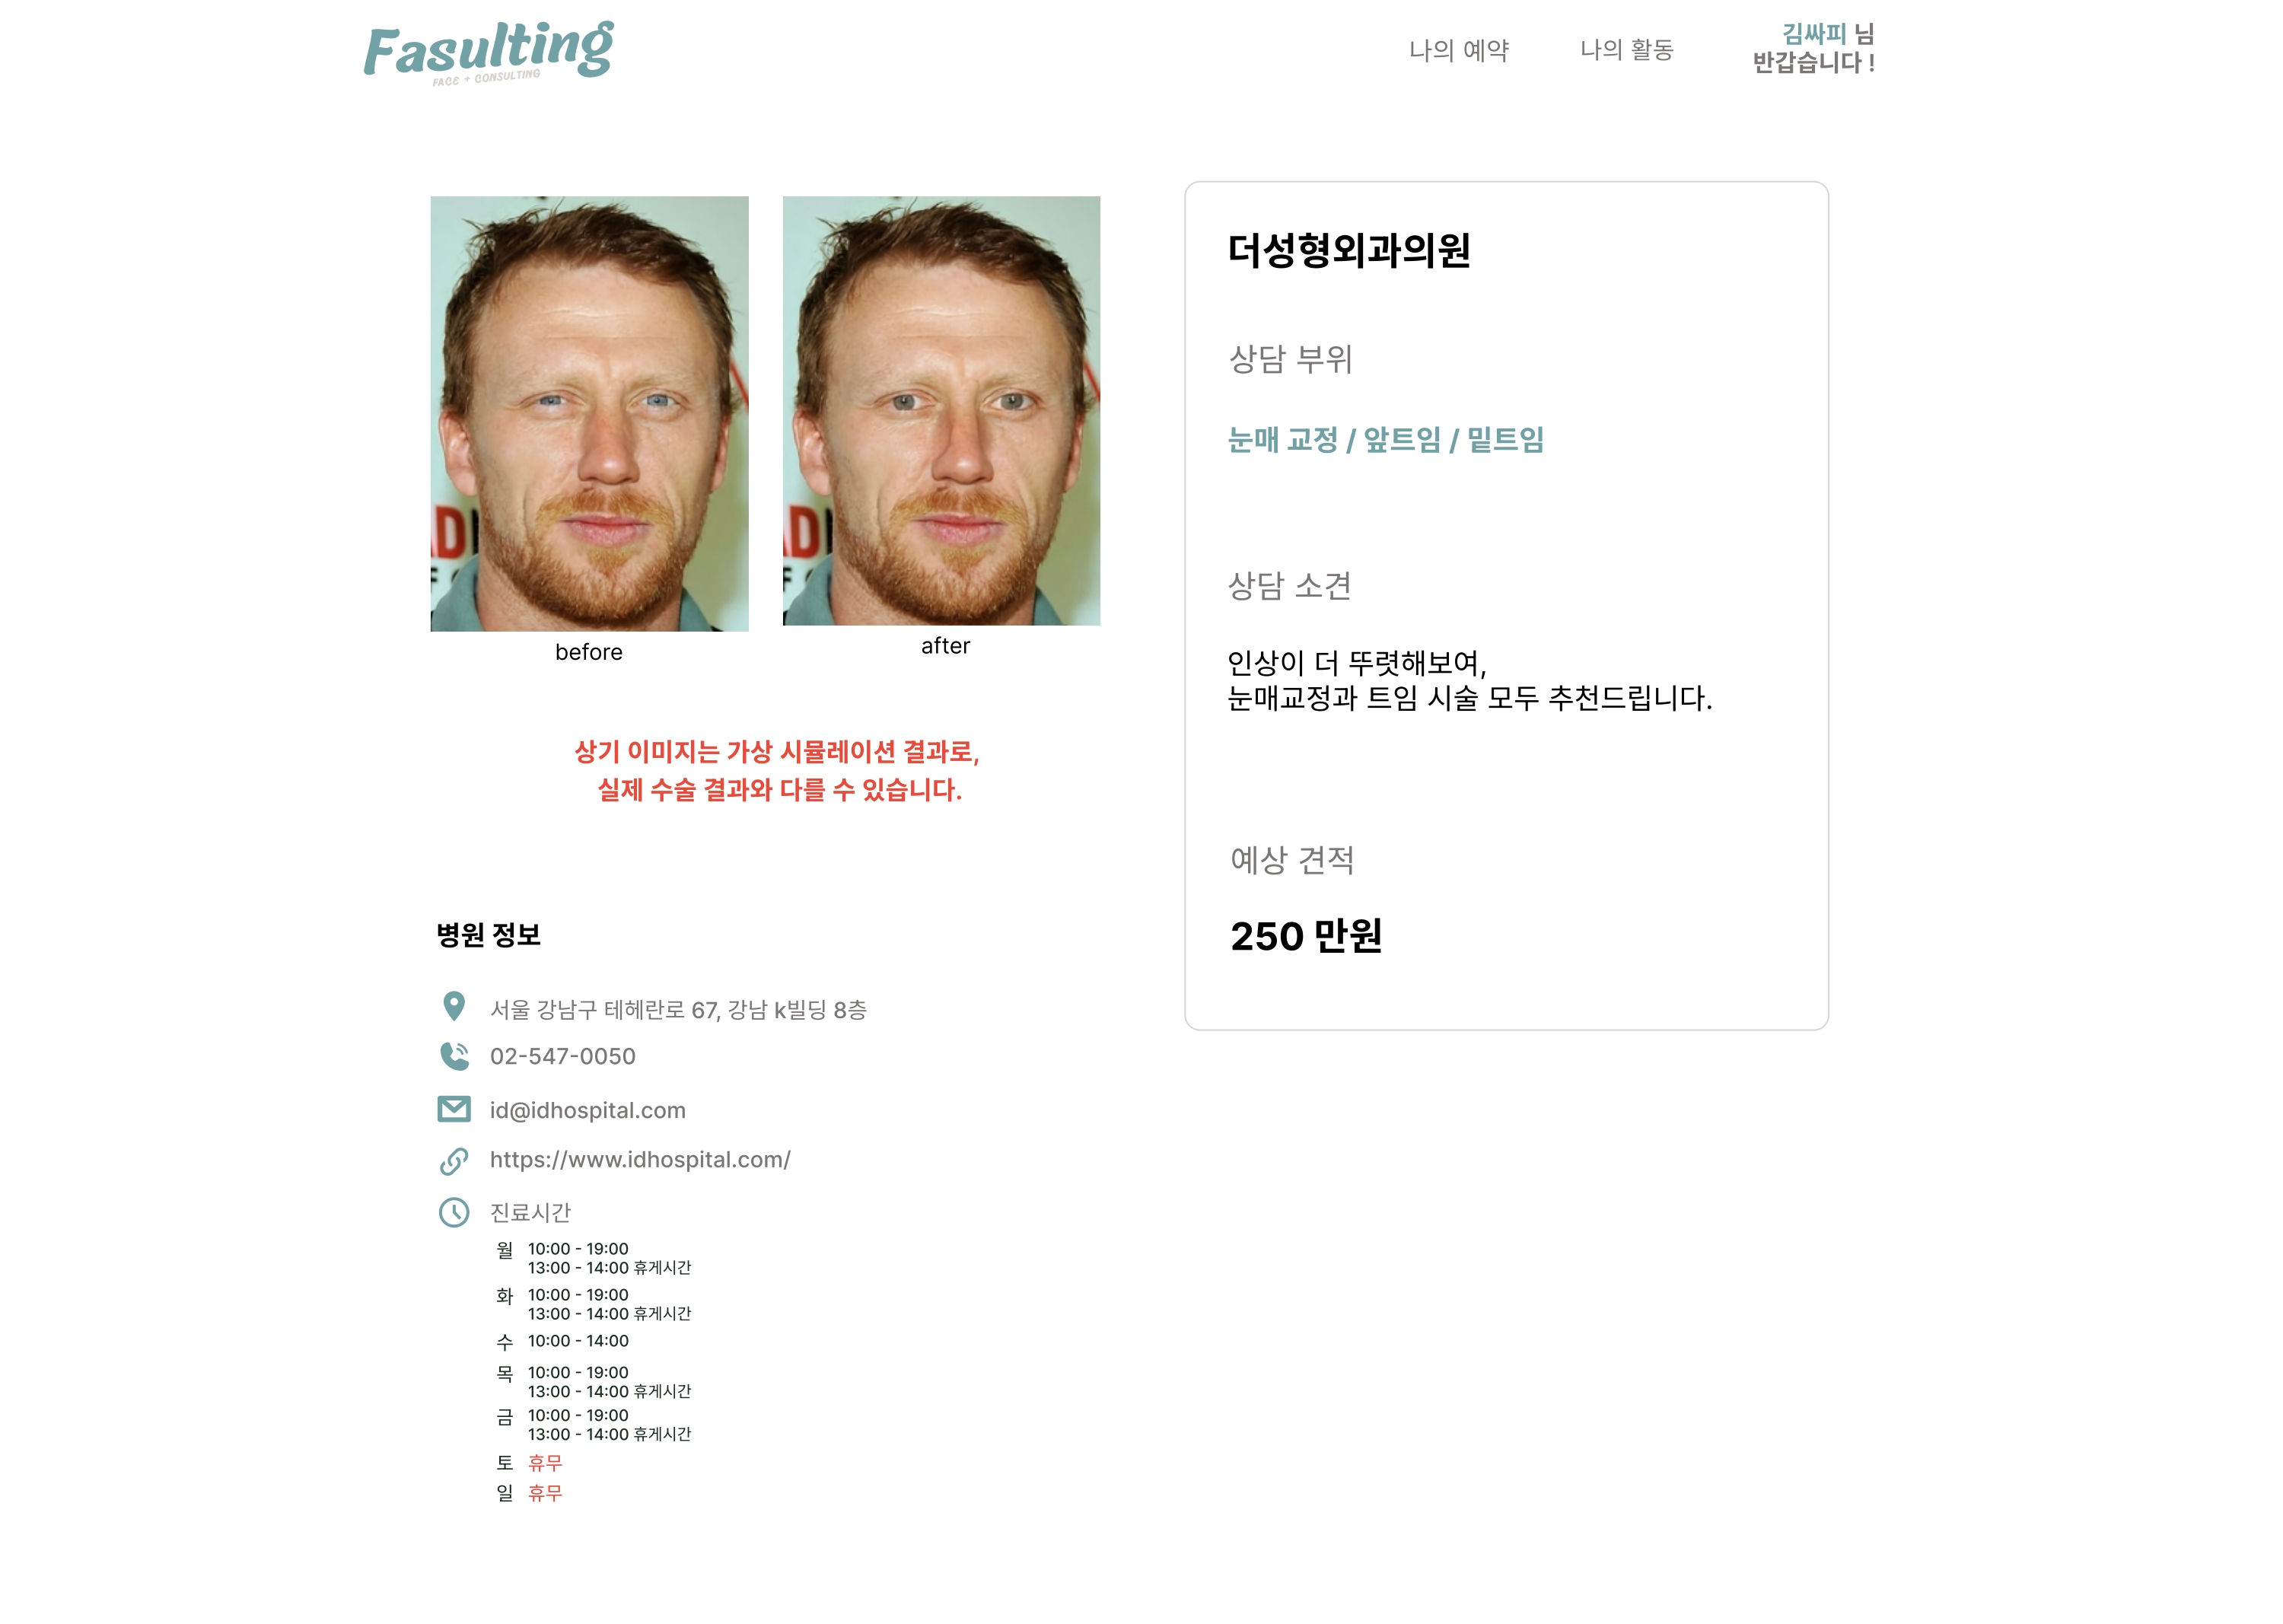 Fasulting
FACE + CONSULTING
나의 예약
나의 활동
김싸피 님
반갑습니다 !
before
after
상기 이미지는 가상 시뮬레이션 결과로,
실제 수술 결과와 다를 수 있습니다.
더성형외과의원
상담 부위
눈매 교정 / 앞트임 / 밑트임
상담 소견
인상이 더 뚜렷해보여,
눈매교정과 트임 시술 모두 추천드립니다.
예상 견적
250 만원
병원 정보
서울 강남구 테헤란로 67, 강남 k빌딩 8층
02-547-0050
id@idhospital.com
https://www.idhospital.com/
진료시간
월 10:00 - 19:00
13:00 - 14:00 휴게시간
화 10:00 - 19:00
13:00 - 14:00 휴게시간
수 10:00 - 14:00
목 10:00 - 19:00
13:00 - 14:00 휴게시간
금 10:00 - 19:00
13:00 - 14:00 휴게시간
토 휴무
일 휴무